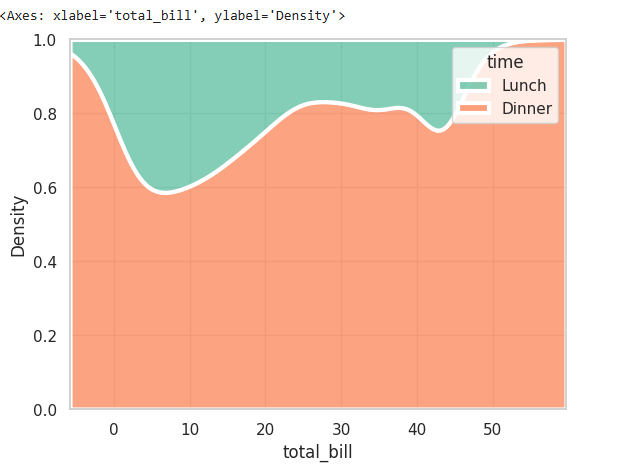 <Axes: xlabel='total_bill', ylabel='Density'>
1.0
0.8
0.6
0.4
0.2
0.0
Density
time
Lunch
Dinner
0 10 20 30 40 50
total_bill